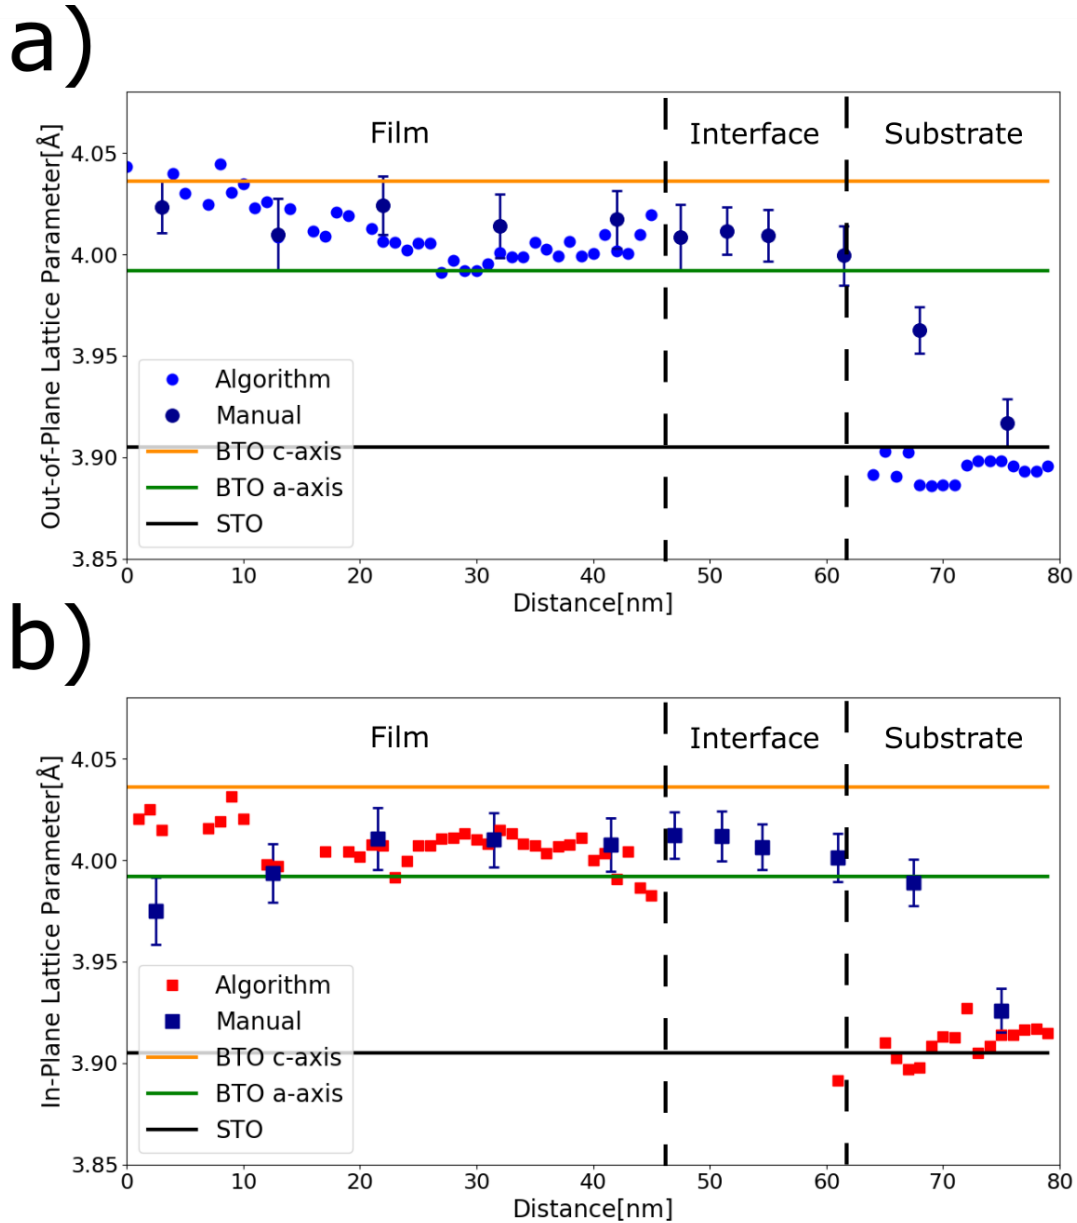 a)
Film
Interface
Substrate
Out-of-Plane Lattice Parameter[Å]
4.05
4.00
3.95
3.90
3.85
Algorithm
Manual
BTO c-axis
BTO a-axis
STO
0 10 20 30 40 50 60 70 80
Distance[nm]
b)
Film
Interface
Substrate
In-Plane Lattice Parameter[Å]
4.05
4.00
3.95
3.90
3.85
Algorithm
Manual
BTO c-axis
BTO a-axis
STO
0 10 20 30 40 50 60 70 80
Distance[nm]